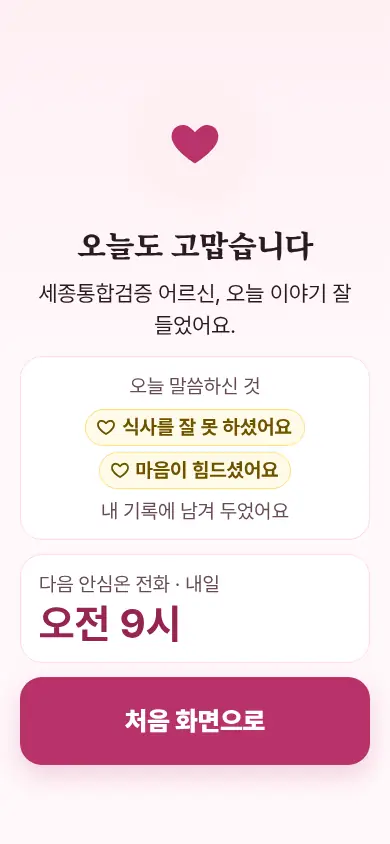 오늘도 고맙습니다
세종통합검증 어르신, 오늘 이야기 잘
들었어요.
오늘 말씀하신 것
식사를 잘 못 하셨어요
마음이 힘드셨어요
내 기록에 남겨 두었어요
다음 안심온 전화 · 내일
오전 9시
처음 화면으로